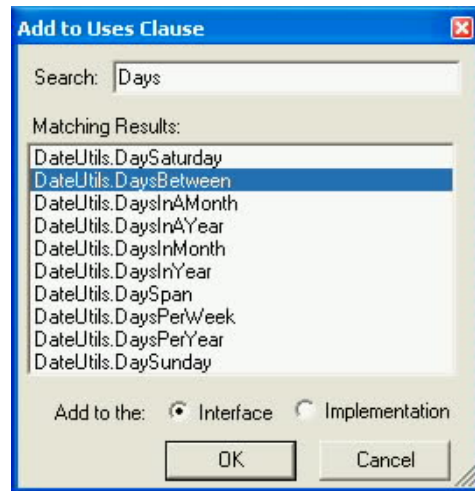 Add to Uses Clause
Search: Days
Matching Results:
DateUtils.DaySaturday
DateUtils.DaysBetween
DateUtils.DaysInAMonth
DateUtils.DaysInAYear
DateUtils.DaysInMonth
DateUtils.DaysInYear
DateUtils.DaySpan
DateUtils.DaysPerWeek
DateUtils.DaysPerYear
DateUtils.DaySunday
Add to the: Interface Implementation
OK Cancel